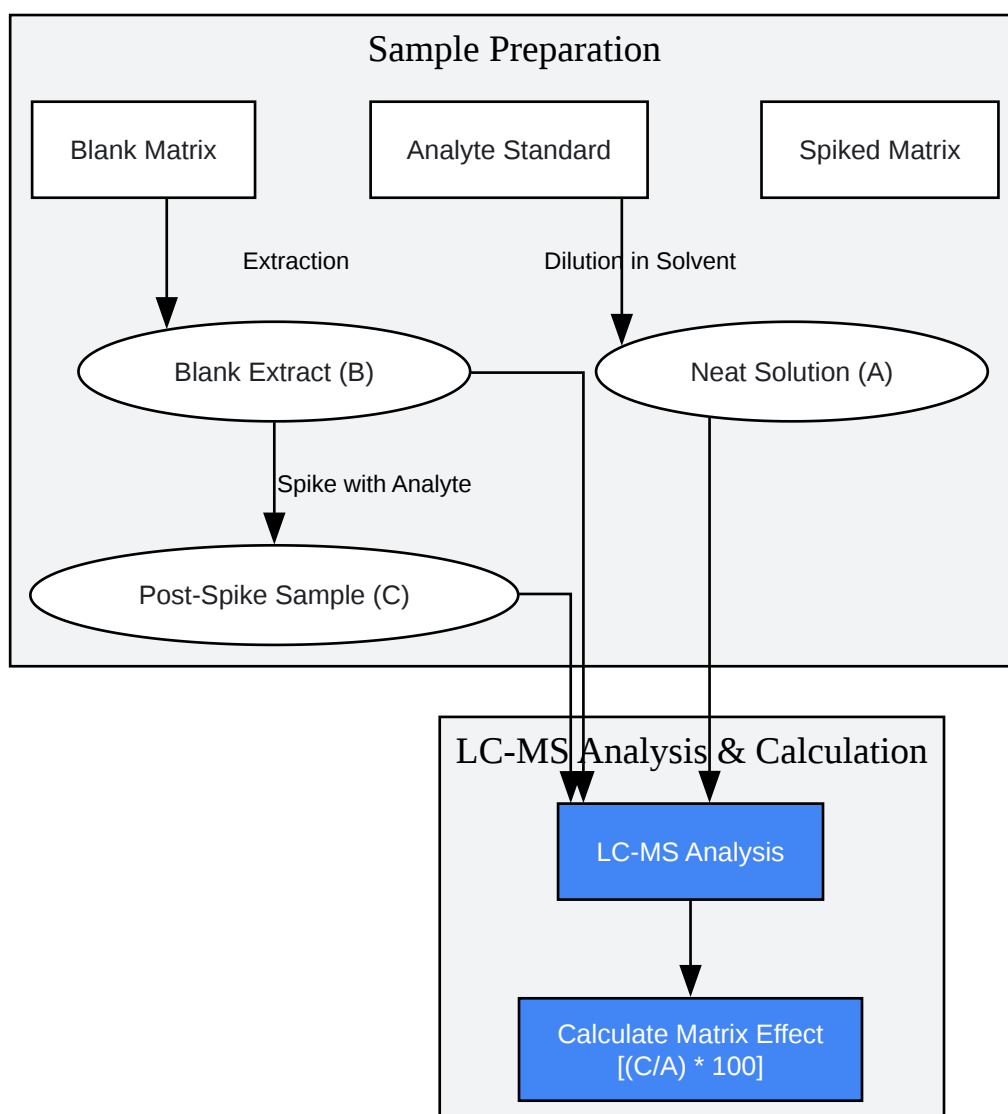 Sample Preparation
Blank Matrix
Analyte Standard
Spiked Matrix
Extraction
Dilution in Solvent
Blank Extract (B)
Neat Solution (A)
Spike with Analyte
Post-Spike Sample (C)
LC-MS Analysis & Calculation
LC-MS Analysis
Calculate Matrix Effect
[(C/A) * 100]